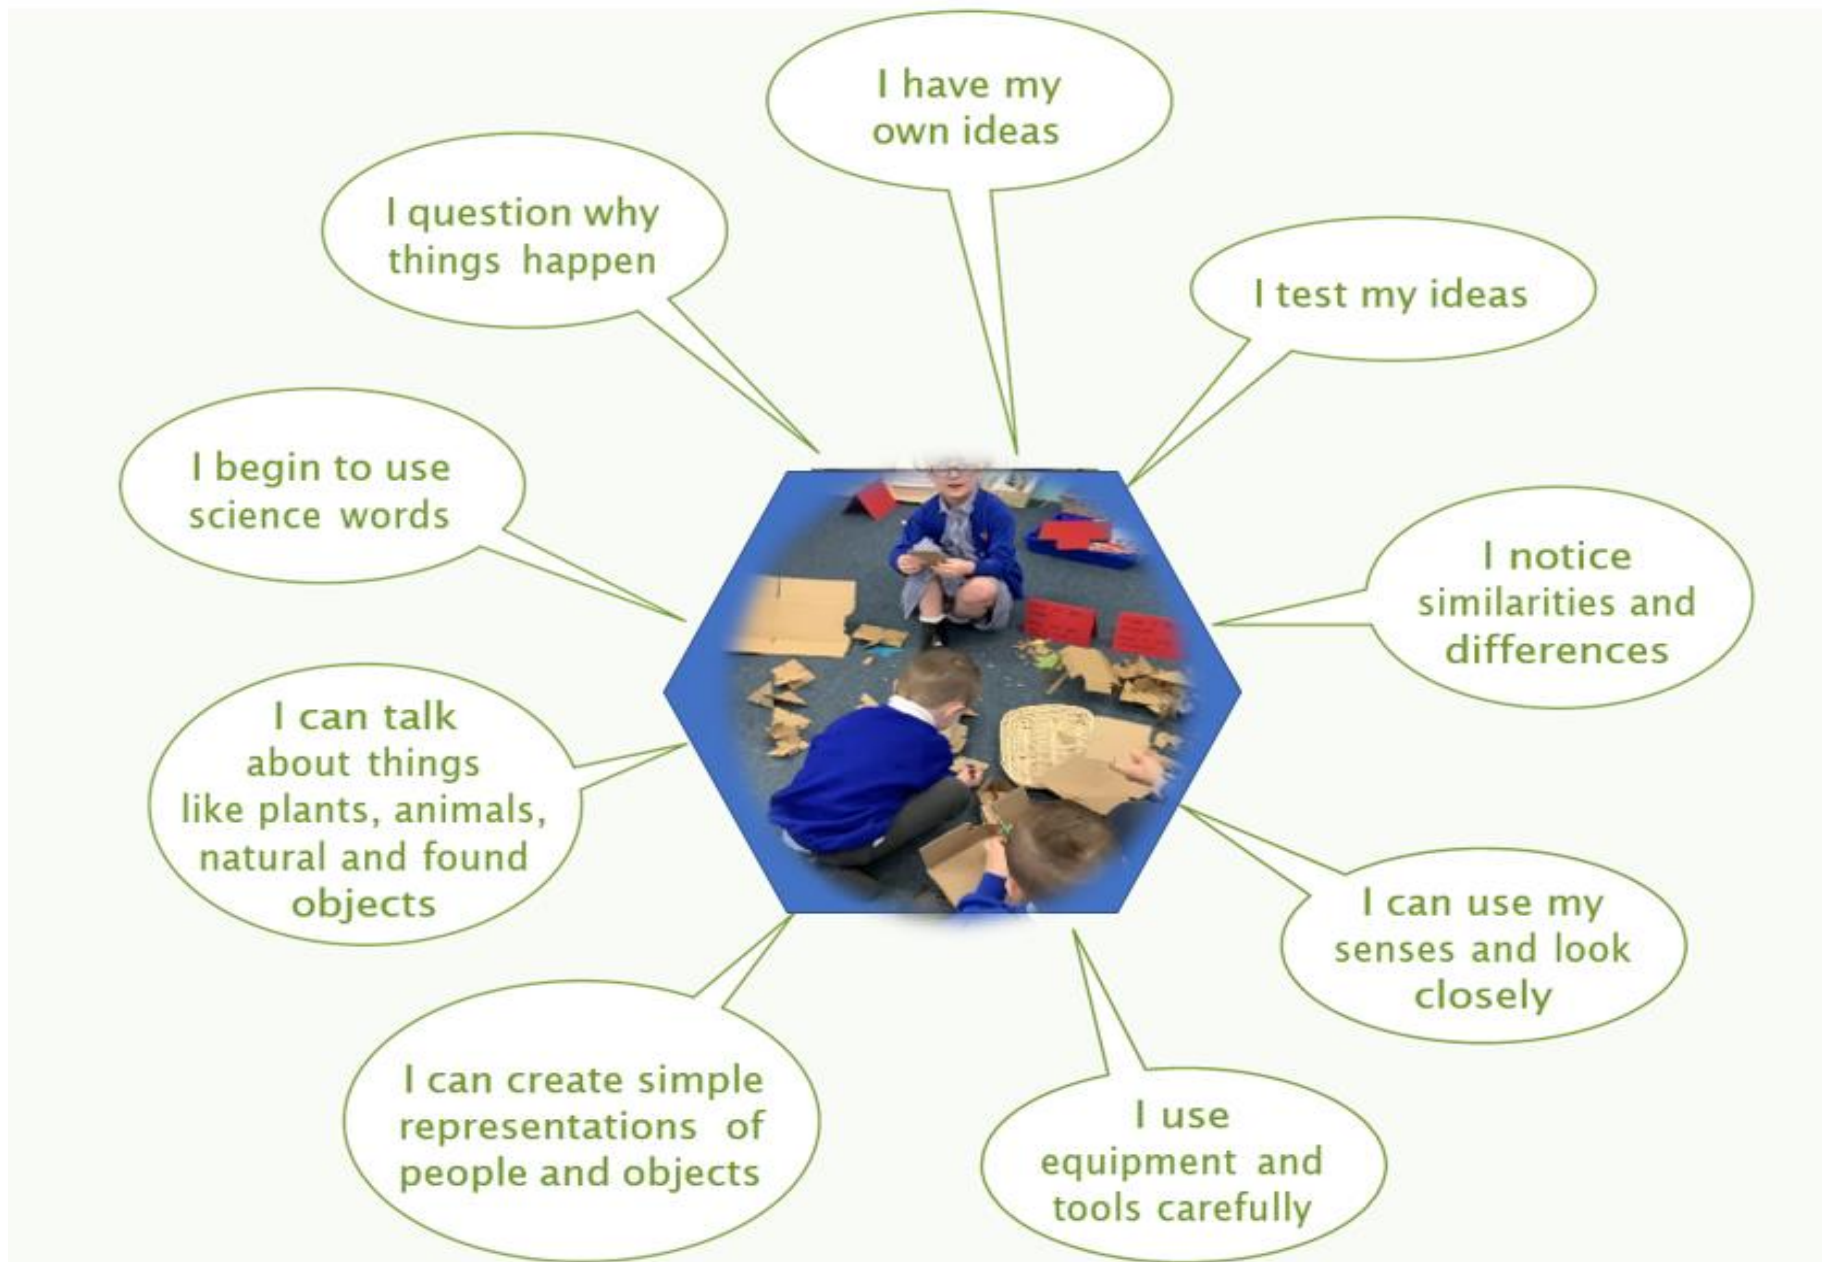 I have my
own ideas
I question why
things happen
I test my ideas
I begin to use
science words
I notice
similarities and
differences
I can talk
about things
like plants, animals,
natural and found
objects
I can use my
senses and look
closely
I can create simple
representations of
people and objects
I use
equipment and
tools carefully